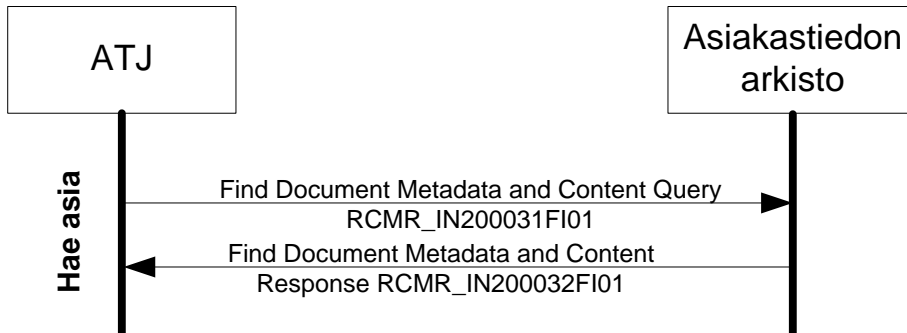 ATJ
Asiakastiedon
arkisto
Hae asia
Find Document Metadata and Content Query
RCMR_IN200031FI01
Find Document Metadata and Content
Response RCMR_IN200032FI01